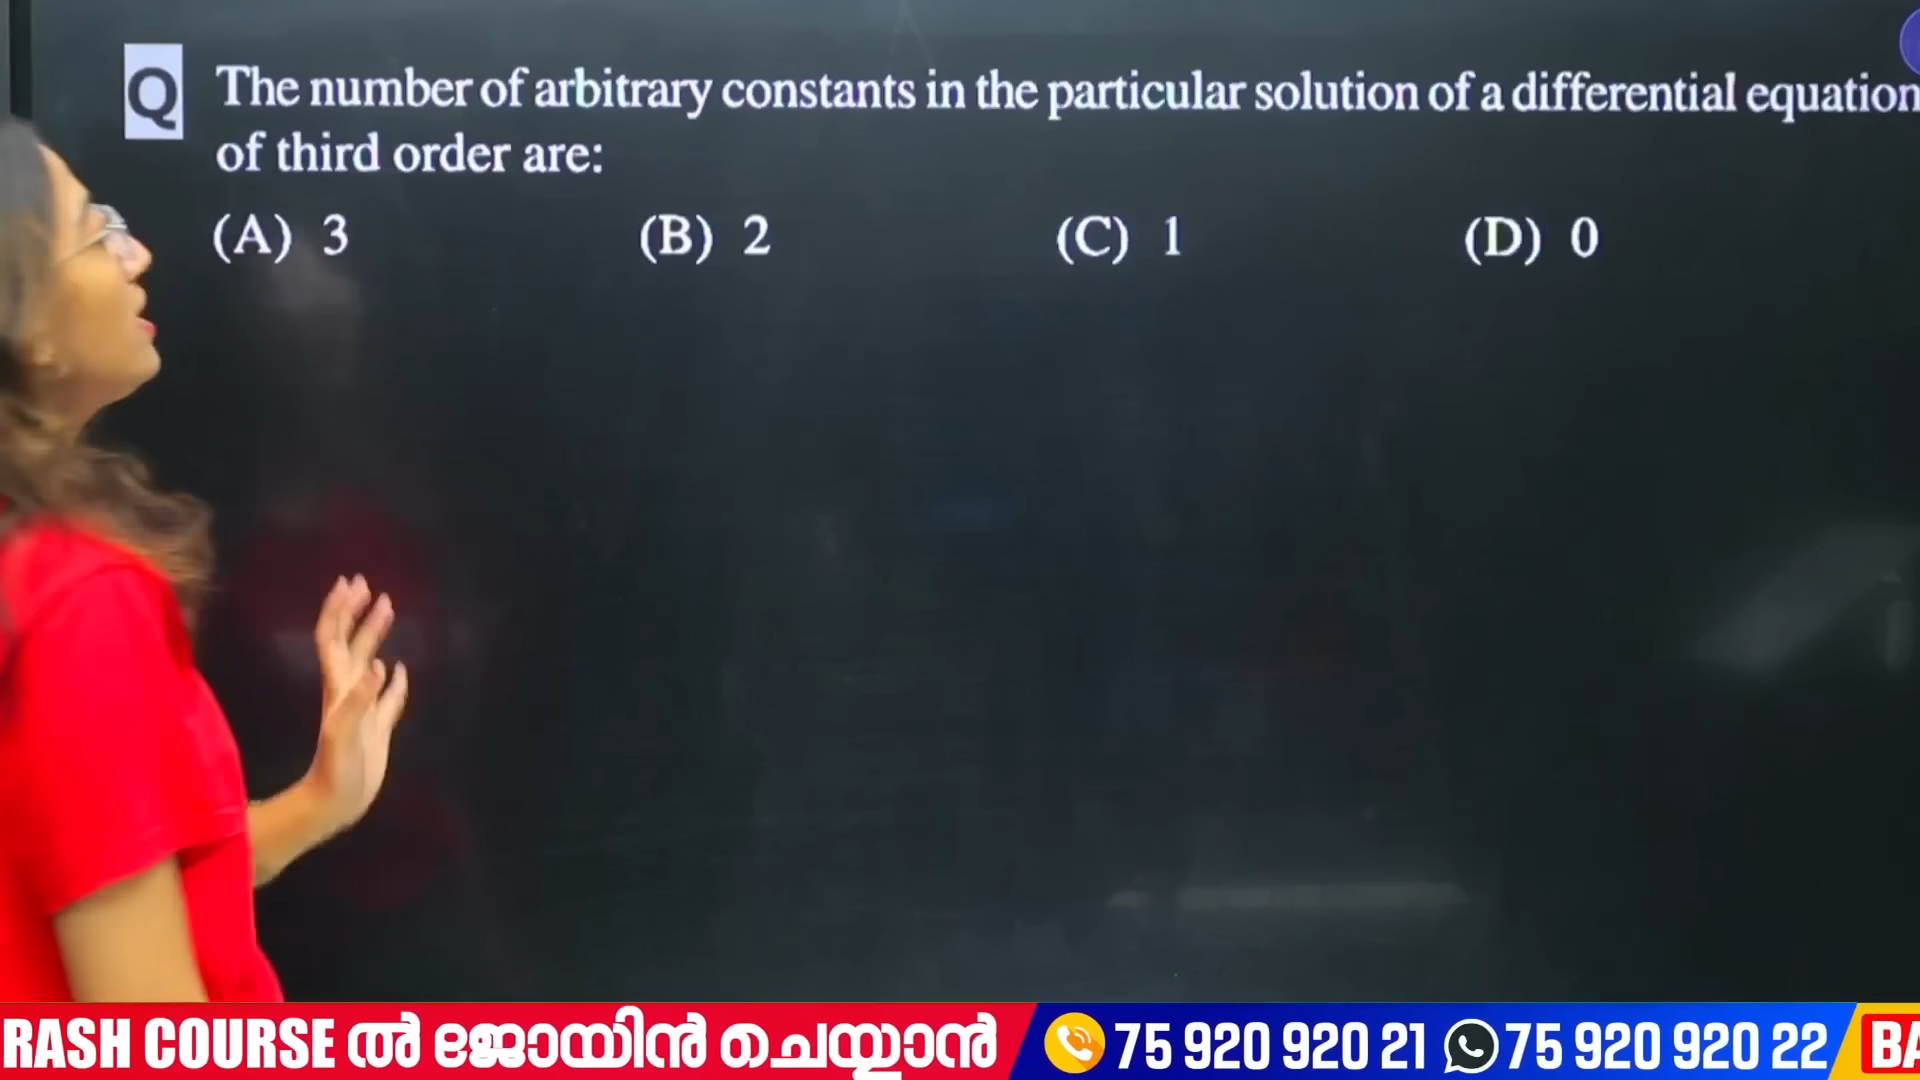 Q The number of arbitrary constants in the particular solution of a differential equation
of third order are:
(A) 3 (B) 2 (C) 1 (D) 0
RASH COURSE ൽ ജോയിൻ ചെയ്യാൻ 75 920 920 21 75 920 920 22 BA